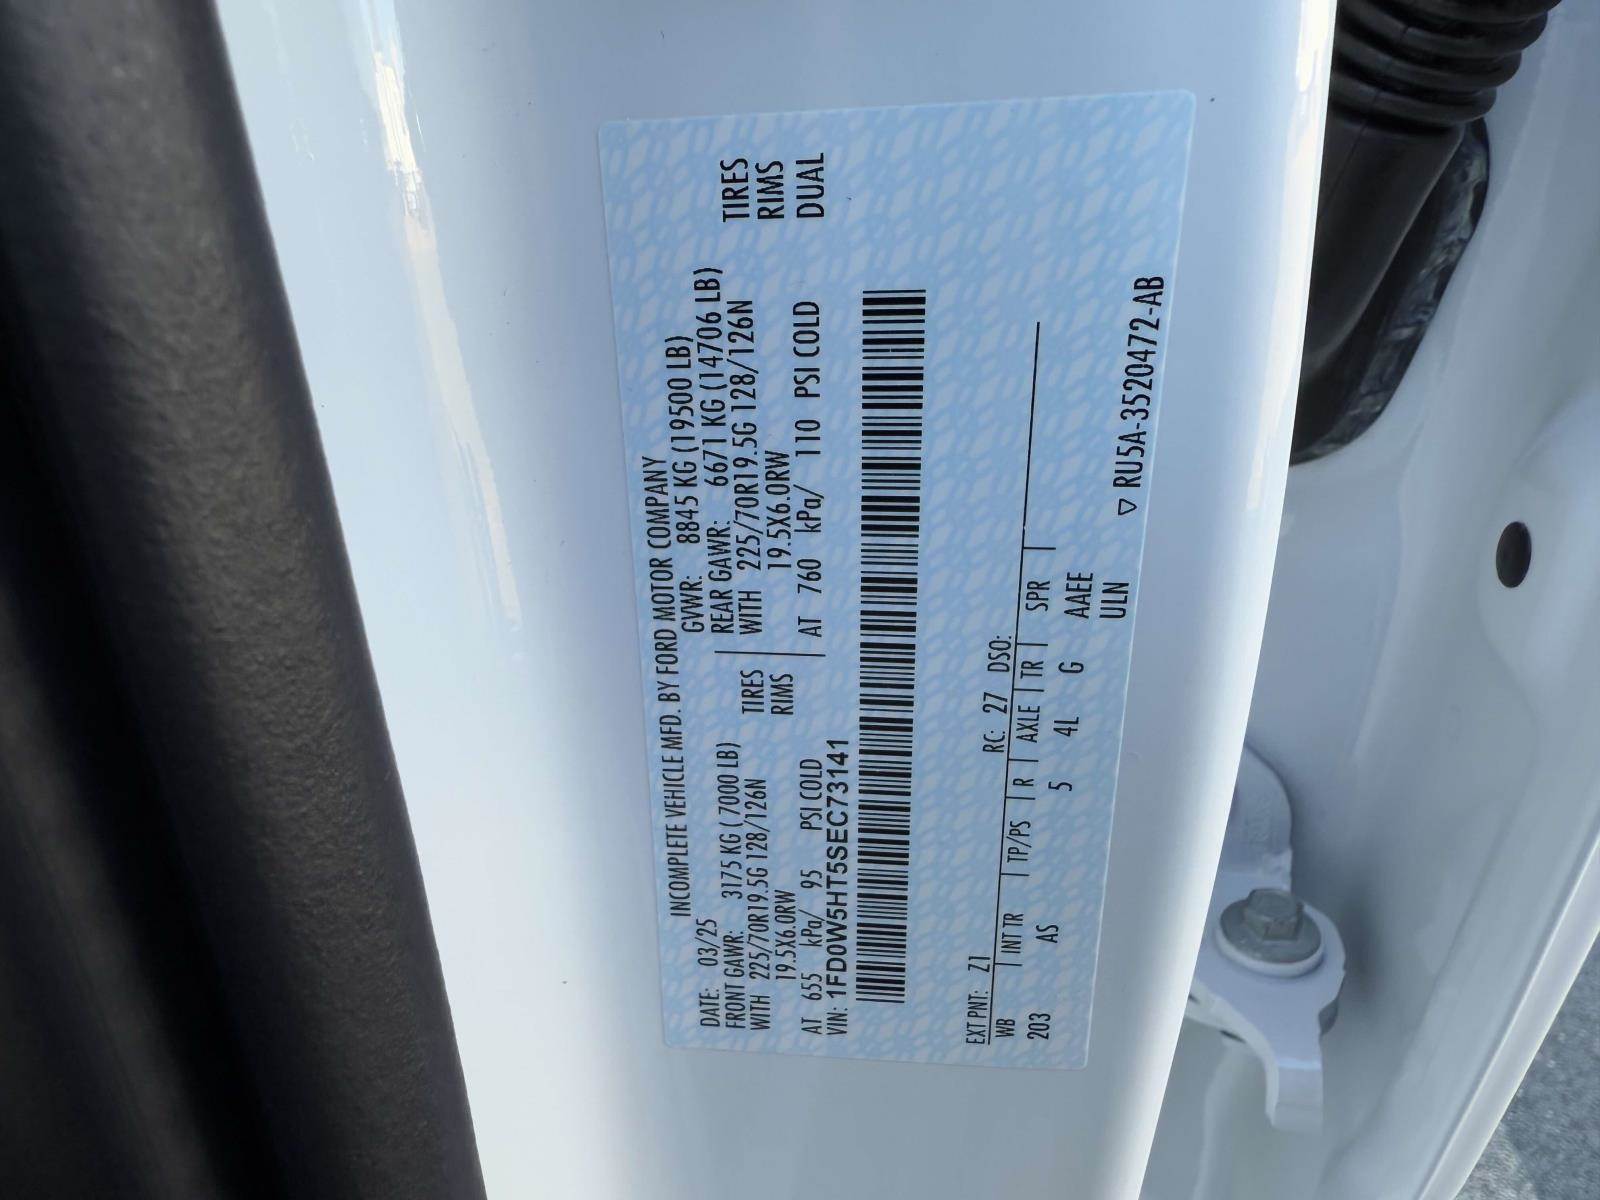 INCOMPLETE VEHICLE MFD. BY FORD MOTOR COMPANY
DATE: 03/25 GVWR: 8845 KG (19500 LB)
FRONT GAWR: 3175 KG ( 7000 LB) REAR GAWR: 6671 KG (14706 LB)
WITH 225/70R19.5G 128/126N TIRES WITH 225/70R19.5G 128/126N TIRES
19.5X6.0RW RIMS 19.5X6.0RW RIMS
AT 655 kPa/ 95 PSI COLD AT 760 kPa/ 110 PSI COLD DUAL
VIN: 1FD0W5HT5SEC73141
EXT PNT: Z1 RC: 27 DSO:
WB INT TR TP/PS R AXLE TR SPR
203 AS 5 4L G AAEE
ULN
▽ RU5A-3520472-AB